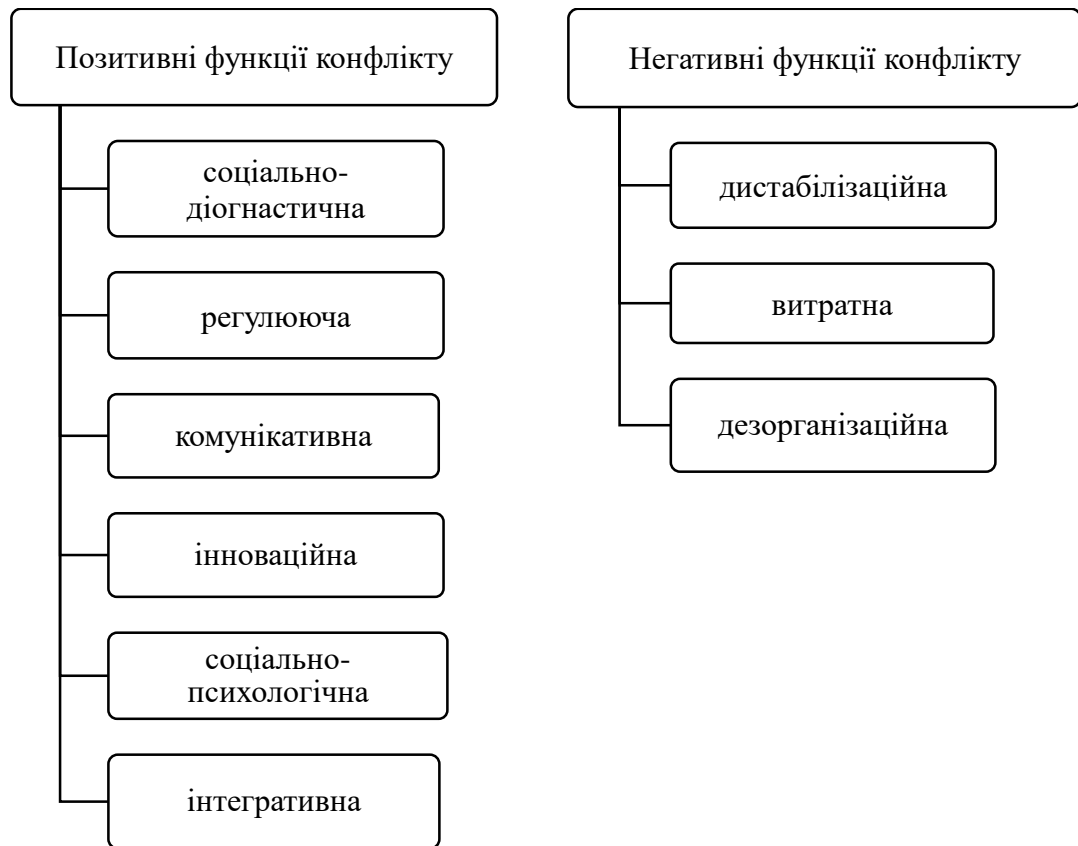 Позитивні функції конфлікту
соціально-
діогнастична
регулююча
комунікативна
інноваційна
соціально-
психологічна
інтегративна
Негативні функції конфлікту
дистабілізаційна
витратна
дезорганізаційна